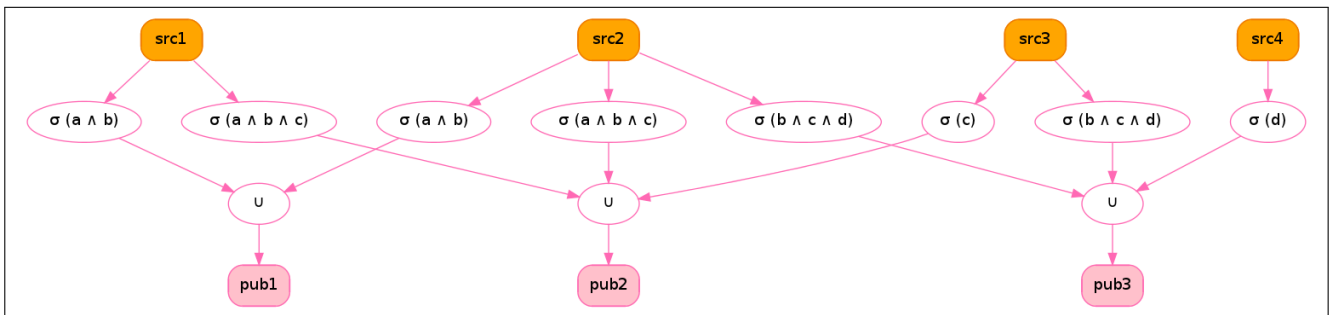 src1 src2 src3 src4
σ (a ∧ b) σ (a ∧ b ∧ c) σ (a ∧ b) σ (a ∧ b ∧ c) σ (b ∧ c ∧ d) σ (c) σ (b ∧ c ∧ d) σ (d)
∪ ∪ ∪
pub1 pub2 pub3